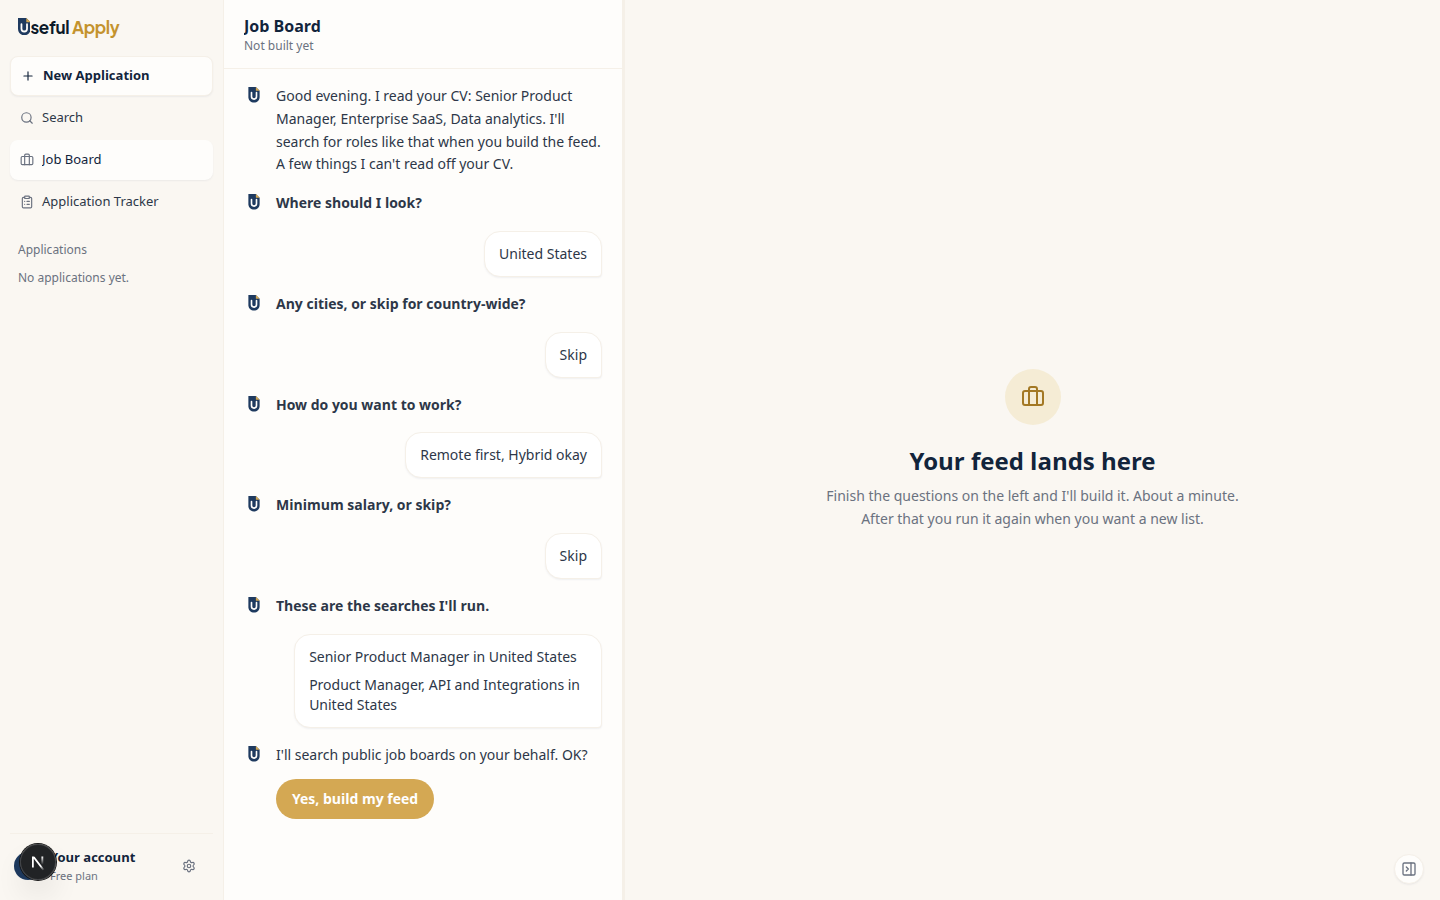 Useful Apply
New Application
Search
Job Board
Application Tracker
Applications
No applications yet.
Your account
Free plan
Job Board
Not built yet
Good evening. I read your CV: Senior Product
Manager, Enterprise SaaS, Data analytics. I'll
search for roles like that when you build the feed.
A few things I can't read off your CV.
Where should I look?
United States
Any cities, or skip for country-wide?
Skip
How do you want to work?
Remote first, Hybrid okay
Minimum salary, or skip?
Skip
These are the searches I'll run.
Senior Product Manager in United States
Product Manager, API and Integrations in
United States
I'll search public job boards on your behalf. OK?
Yes, build my feed
Your feed lands here
Finish the questions on the left and I'll build it. About a minute.
After that you run it again when you want a new list.